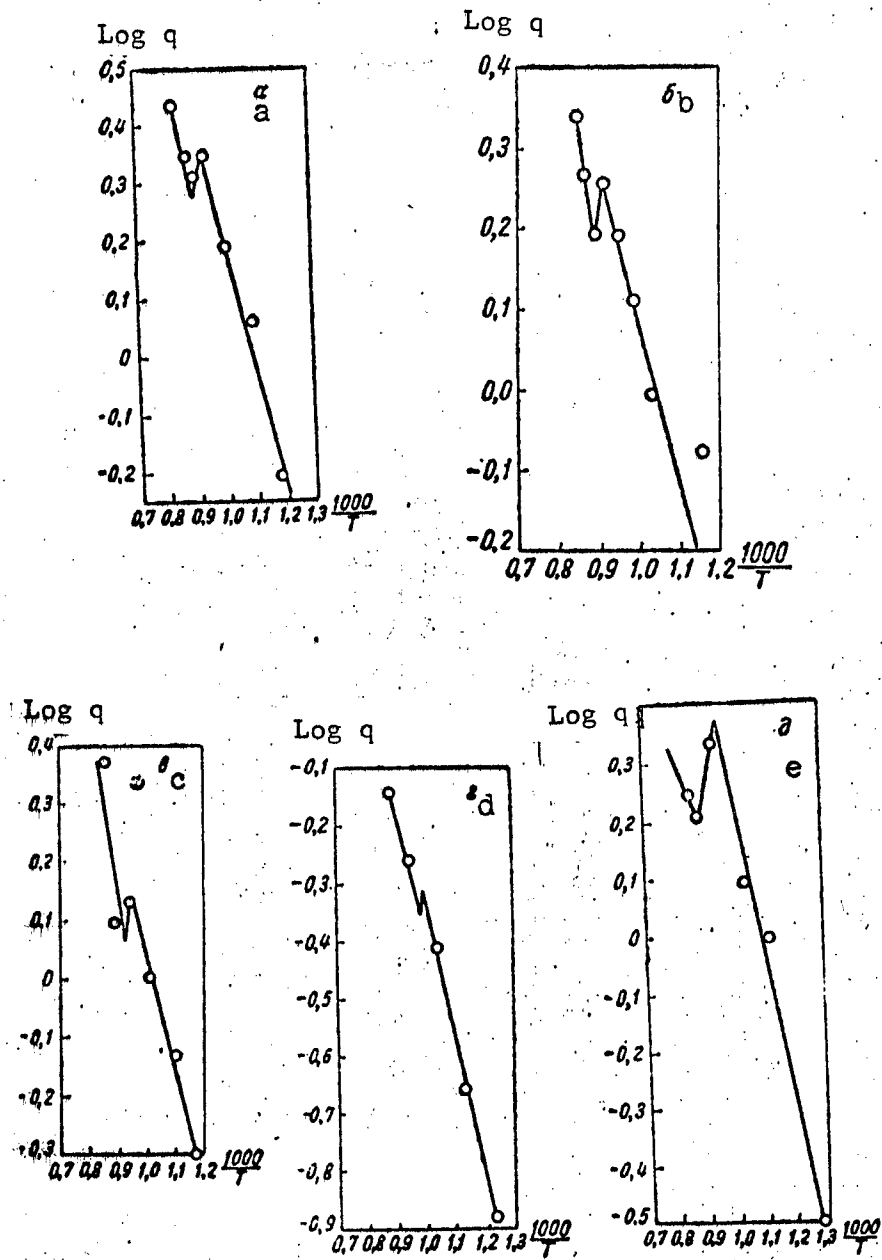 Log q
0,5
0,4
0,3
0,2
0,1
0
-0,1
-0,2
а
a
0,7 0,8 0,9 1,0 1,1 1,2 1,3 1000/T
Log q
0,4
0,3
0,2
0,1
0,0
-0,1
-0,2
б b
0,7 0,8 0,9 1,0 1,1 1,2 1000/T
Log q
0,4
0,3
0,2
0,1
0
-0,1
-0,2
-0,3
в c
0,7 0,8 0,9 1,0 1,1 1,2 1000/T
Log q
-0,1
-0,2
-0,3
-0,4
-0,5
-0,6
-0,7
-0,8
-0,9
г d
0,7 0,8 0,9 1,0 1,1 1,2 1,3 1000/T
Log q
0,3
0,2
0,1
0
-0,1
-0,2
-0,3
-0,4
-0,5
д
e
0,7 0,8 0,9 1,0 1,1 1,2 1,3 1000/T